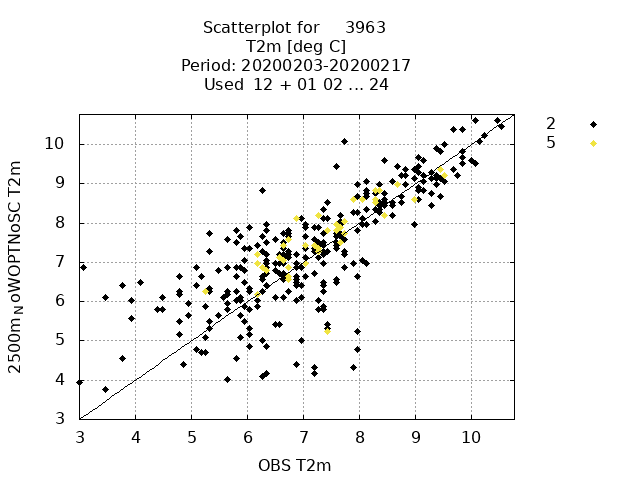 Scatterplot for 3963
T2m [deg C]
Period: 20200203-20200217
Used 12 + 01 02 ... 24
2
5
10
9
8
7
6
5
4
3
2500m_NoWOPTNoSC T2m
3 4 5 6 7 8 9 10
OBS T2m